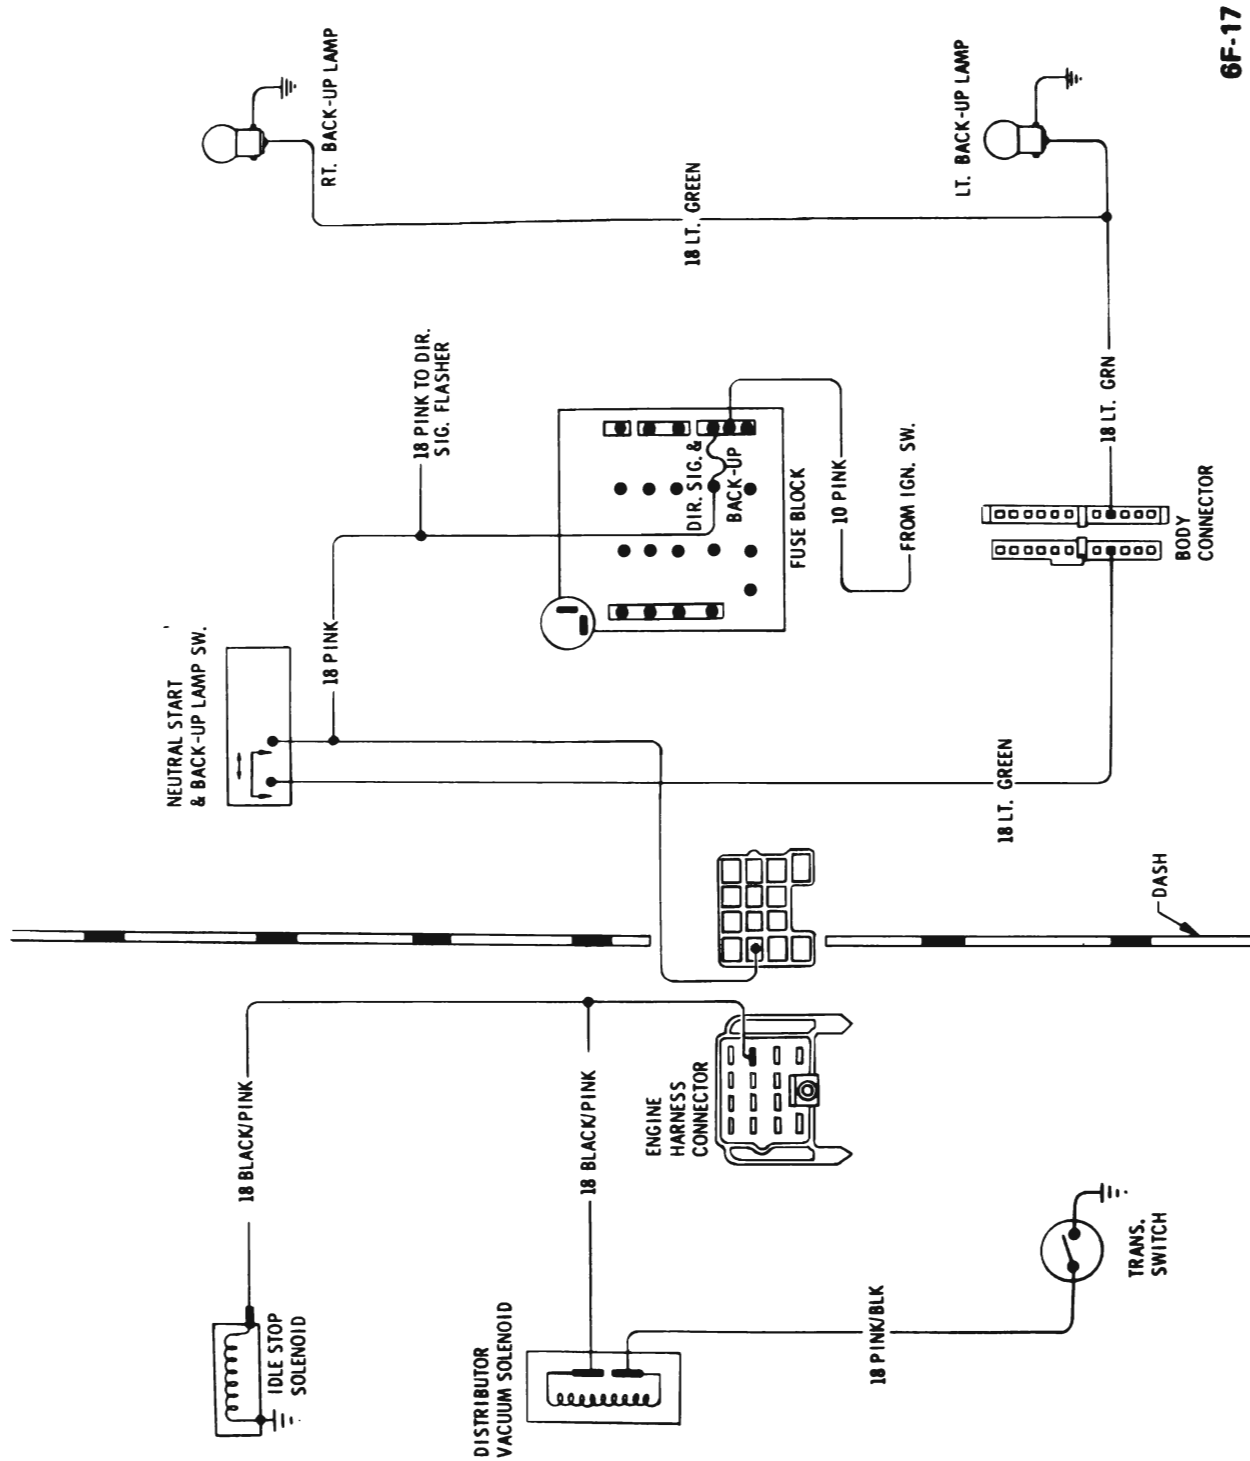 6F-17
RT. BACK-UP LAMP
LT. BACK-UP LAMP
18 LT. GREEN
18 PINK TO DIR.
SIG. FLASHER
18 LT. GRN
DIR. SIG. &
BACK-UP
FUSE BLOCK
10 PINK
FROM IGN. SW.
BODY
CONNECTOR
NEUTRAL START
& BACK-UP LAMP SW.
18 PINK
18 LT. GREEN
DASH
18 BLACK/PINK
18 BLACK/PINK
ENGINE
HARNESS
CONNECTOR
IDLE STOP
SOLENOID
DISTRIBUTOR
VACUUM SOLENOID
18 PINK/BLK
TRANS.
SWITCH